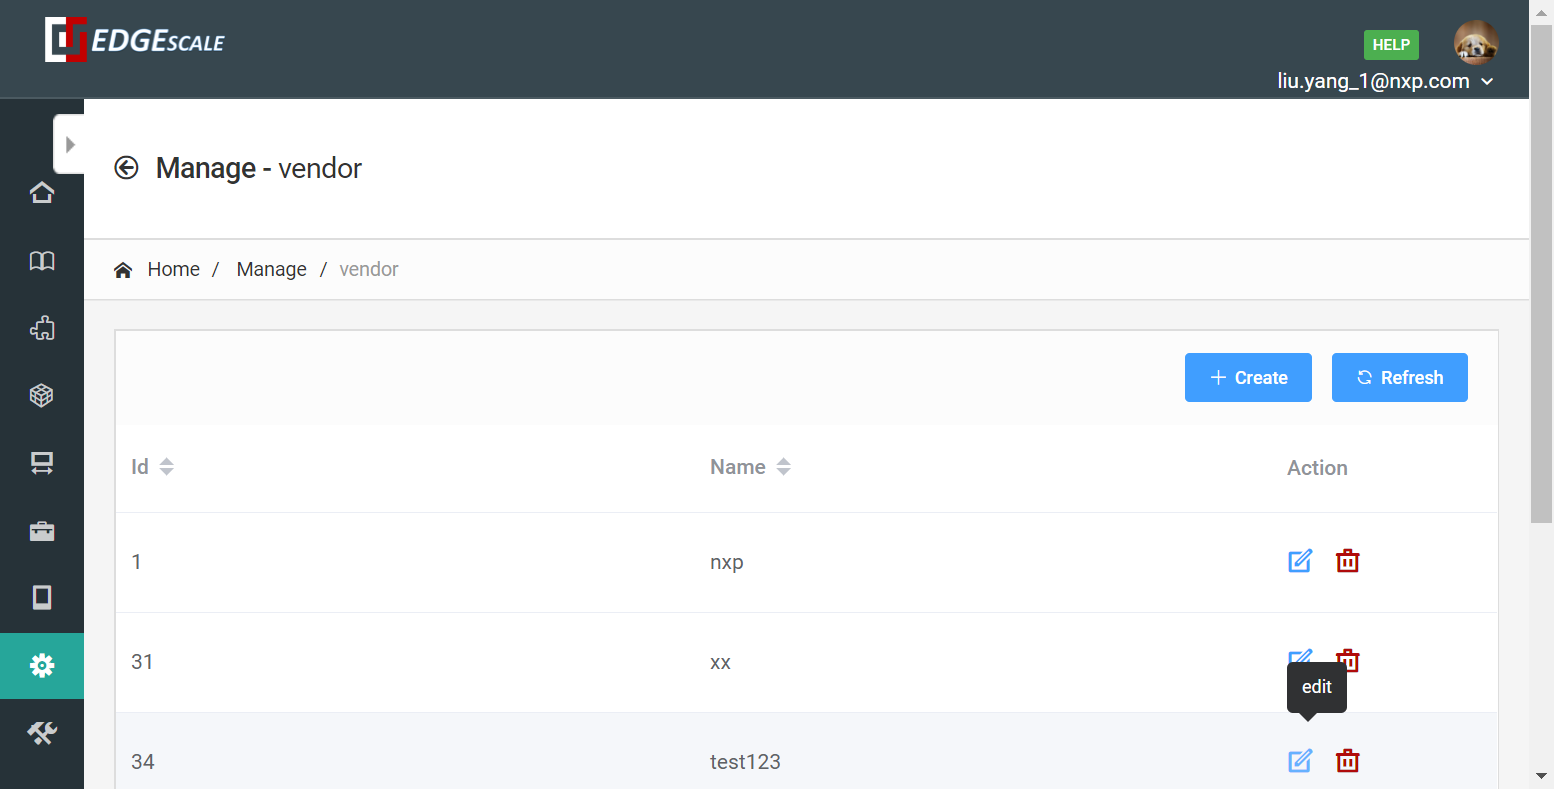 EDGESCALE
HELP
liu.yang_1@nxp.com
Manage - vendor
Home / Manage / vendor
Create Refresh
Id Name Action
1 nxp
31 xx
edit
34 test123